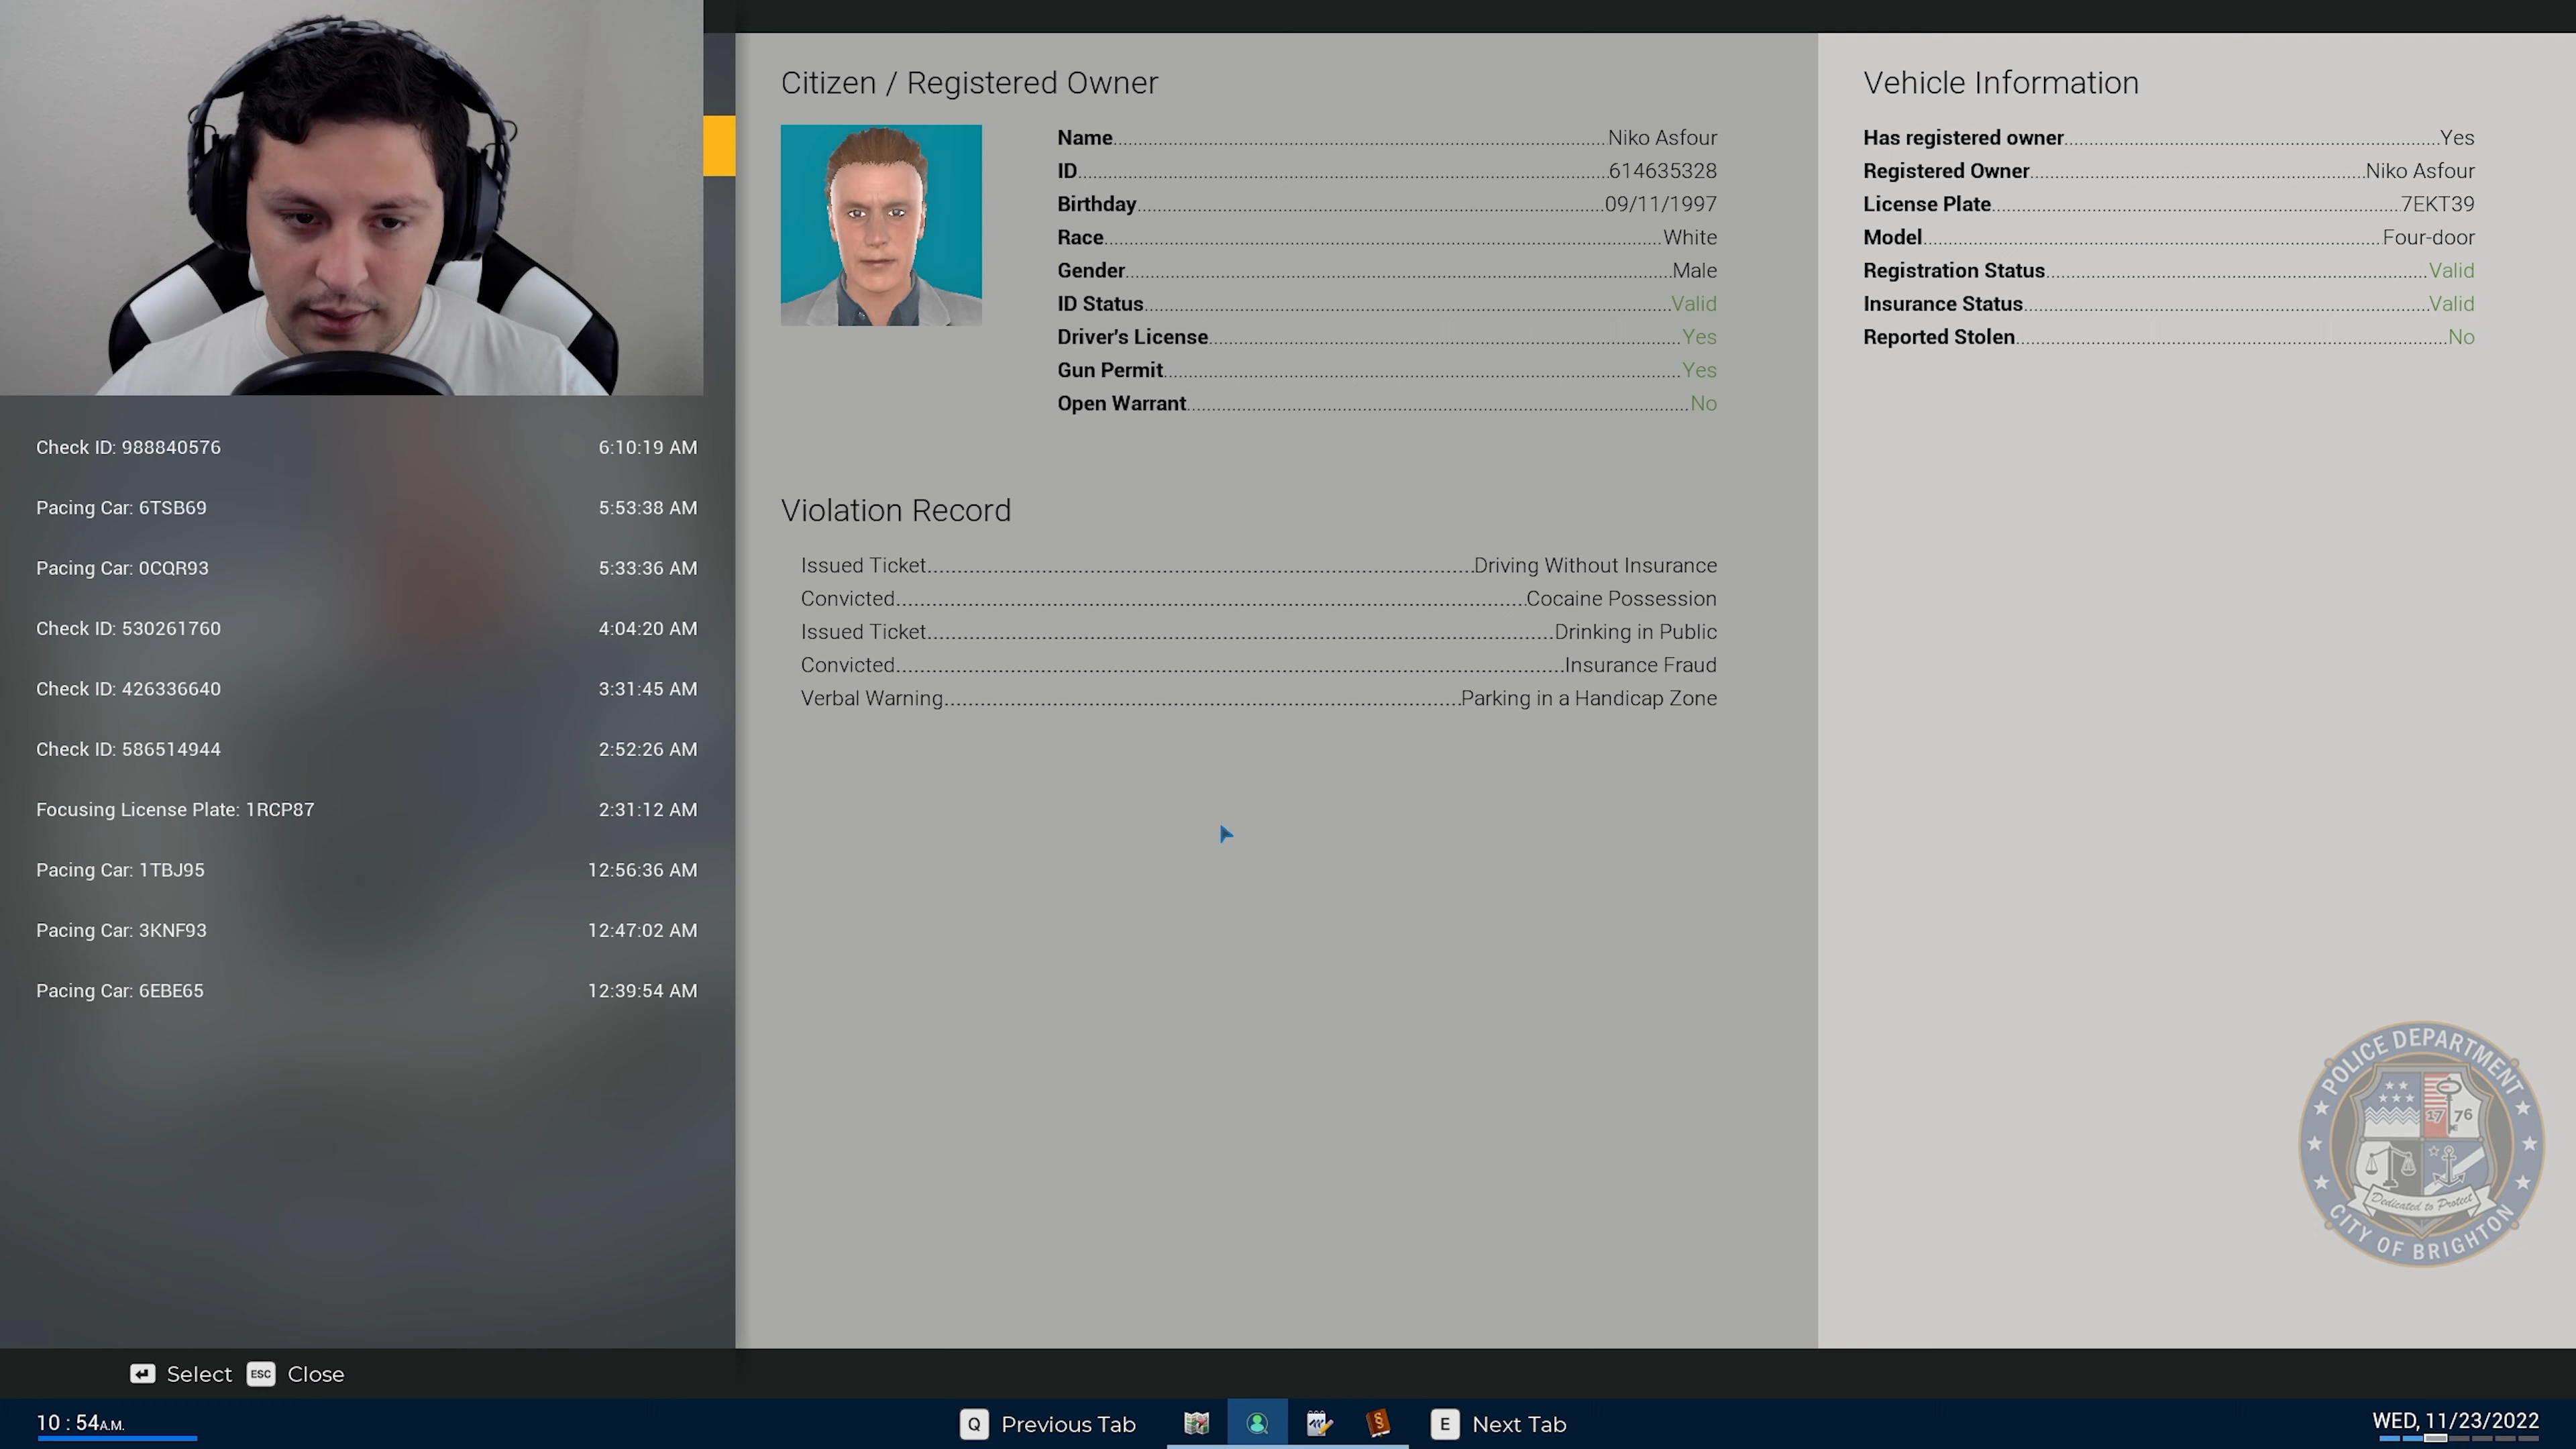 Citizen / Registered Owner
Name Niko Asfour
ID 614635328
Birthday 09/11/1997
Race White
Gender Male
ID Status Valid
Driver's License Yes
Gun Permit Yes
Open Warrant No
Violation Record
Issued Ticket Driving Without Insurance
Convicted Cocaine Possession
Issued Ticket Drinking in Public
Convicted Insurance Fraud
Verbal Warning Parking in a Handicap Zone
Vehicle Information
Has registered owner Yes
Registered Owner Niko Asfour
License Plate 7EKT39
Model Four-door
Registration Status Valid
Insurance Status Valid
Reported Stolen No
Check ID: 988840576 6:10:19 AM
Pacing Car: 6TSB69 5:53:38 AM
Pacing Car: 0CQR93 5:33:36 AM
Check ID: 530261760 4:04:20 AM
Check ID: 426336640 3:31:45 AM
Check ID: 586514944 2:52:26 AM
Focusing License Plate: 1RCP87 2:31:12 AM
Pacing Car: 1TBJ95 12:56:36 AM
Pacing Car: 3KNF93 12:47:02 AM
Pacing Car: 6EBE65 12:39:54 AM
POLICE DEPARTMENT
17 76
Dedicated to Protect
CITY OF BRIGHTON
Select ESC Close
10 : 54 A.M.
Q Previous Tab § E Next Tab
WED, 11/23/2022